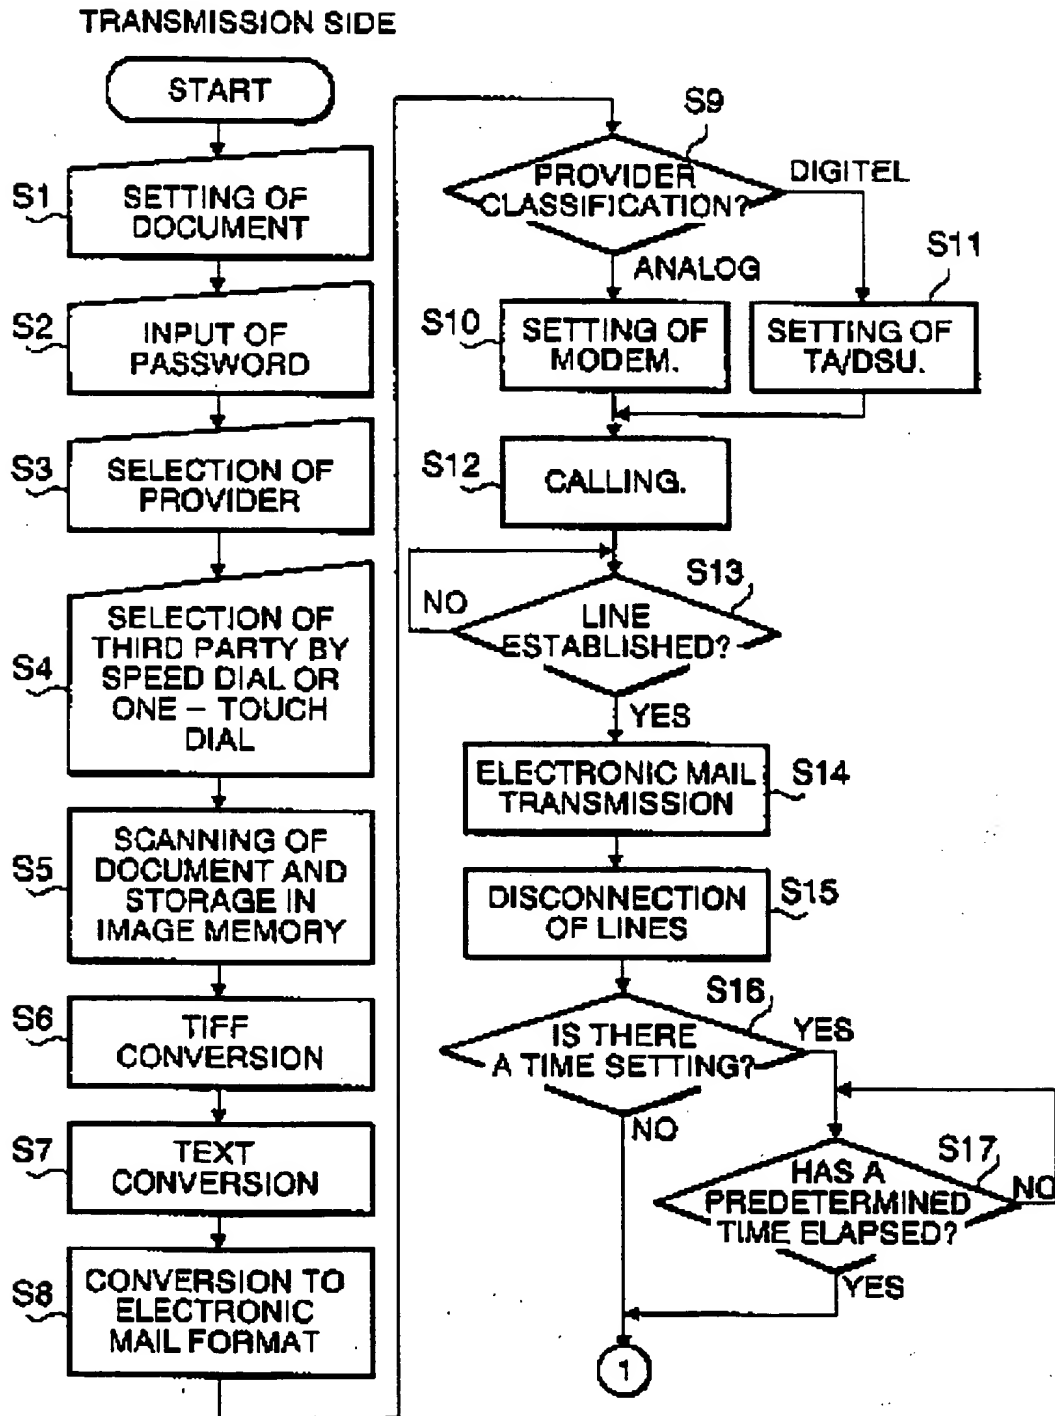 TRANSMISSION SIDE
START
S1
SETTING OF
DOCUMENT
S2
INPUT OF
PASSWORD
S3
SELECTION OF
PROVIDER
S4
SELECTION OF
THIRD PARTY BY
SPEED DIAL OR
ONE – TOUCH
DIAL
S5
SCANNING OF
DOCUMENT AND
STORAGE IN
IMAGE MEMORY
S6
TIFF
CONVERSION
S7
TEXT
CONVERSION
S8
CONVERSION TO
ELECTRONIC
MAIL FORMAT
S9
PROVIDER
CLASSIFICATION?
DIGITEL
ANALOG
S10
SETTING OF
MODEM.
S11
SETTING OF
TA/DSU.
S12
CALLING.
S13
LINE
ESTABLISHED?
NO
YES
ELECTRONIC MAIL
TRANSMISSION
S14
DISCONNECTION
OF LINES
S15
S16
IS THERE
A TIME SETTING?
YES
NO
S17
HAS A
PREDETERMINED
TIME ELAPSED?
NO
YES
1